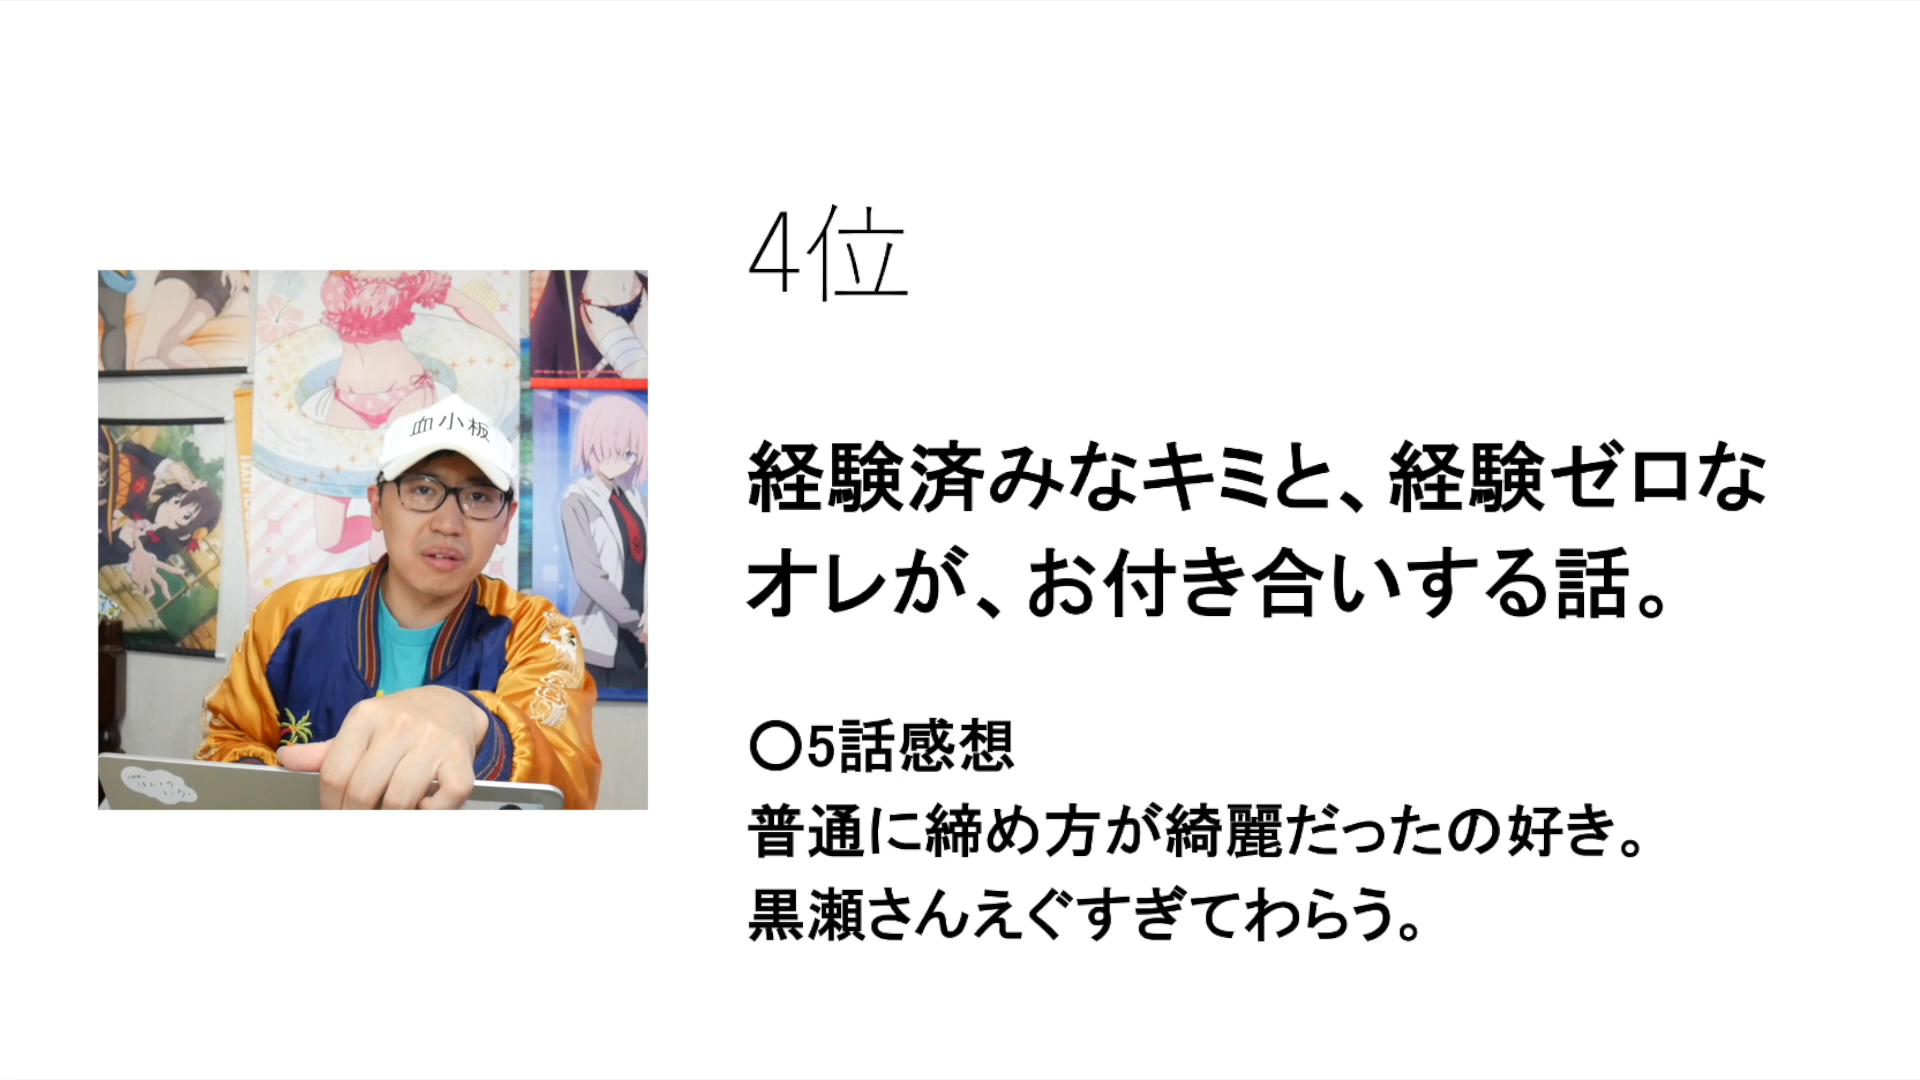 4位
経験済みなキミと、経験ゼロな
オレが、お付き合いする話。
〇5話感想
普通に締め方が綺麗だったの好き。
黒瀬さんえぐすぎてわらう。
血小板